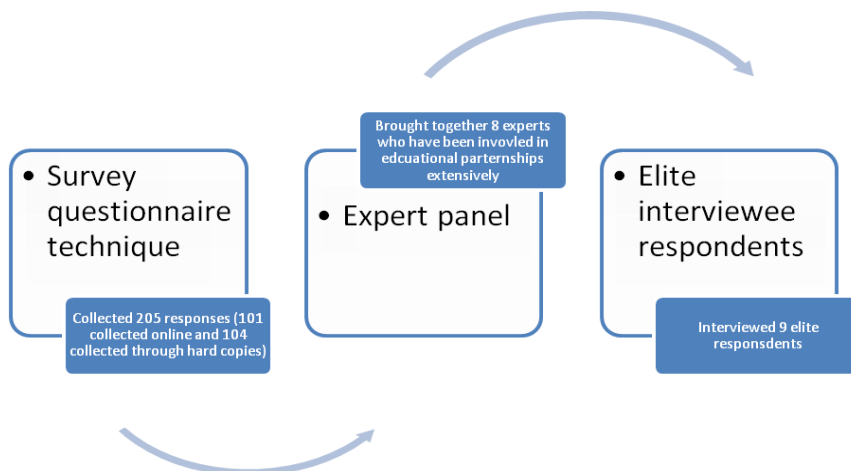 • Survey
questionnaire
technique
Collected 205 responses (101
collected online and 104
collected through hard copies)
Brought together 8 experts
who have been invovled in
edcuational parternships
extensively
• Expert panel
• Elite
interviewee
respondents
Interviewed 9 elite
responsdents